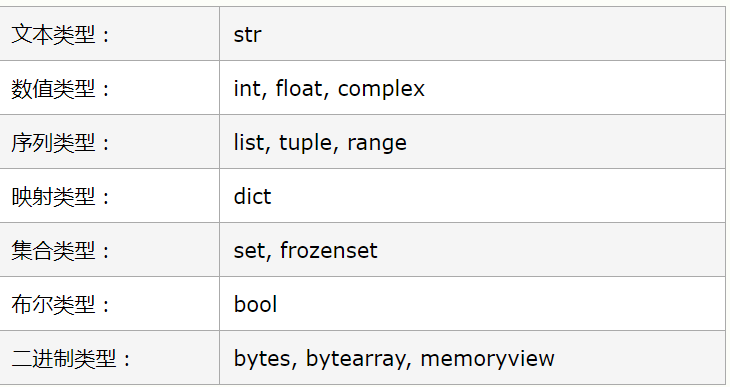 文本类型： str
数值类型： int, float, complex
序列类型： list, tuple, range
映射类型： dict
集合类型： set, frozenset
布尔类型： bool
二进制类型： bytes, bytearray, memoryview